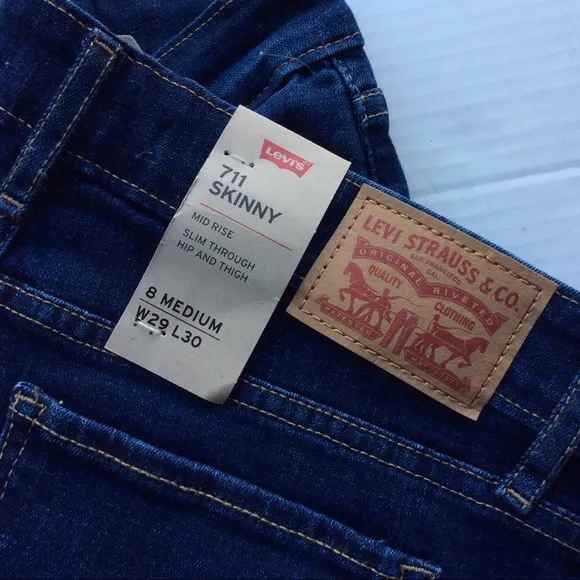 Levi's
711
SKINNY
MID RISE
SLIM THROUGH
HIP AND THIGH
8 MEDIUM
W29 L30
LEVI STRAUSS & CO.
SAN FRANCISCO
CAL.
ORIGINAL RIVETED
QUALITY CLOTHING